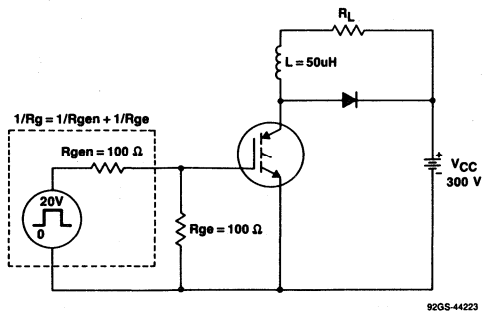 RL
L = 50uH
1/Rg = 1/Rgen + 1/Rge
Rgen = 100 Ω
20V
0
Rge = 100 Ω
+
VCC
-
300 V
92GS-44223